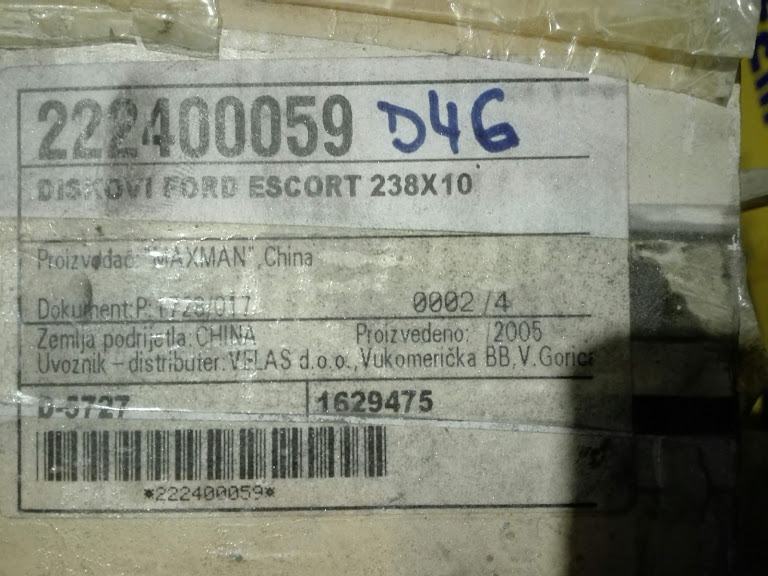 222400059 D46
DISKOVI FORD ESCORT 238X10
Proizvođač: "MAXMAN", China
Dokument: P: 1728/017 0002 /4
Zemlja podrijetla: CHINA Proizvedeno: /2005
Uvoznik – distributer: VELAS d.o.o., Vukomerička BB, V. Gorica
D-5727 1629475
*222400059*